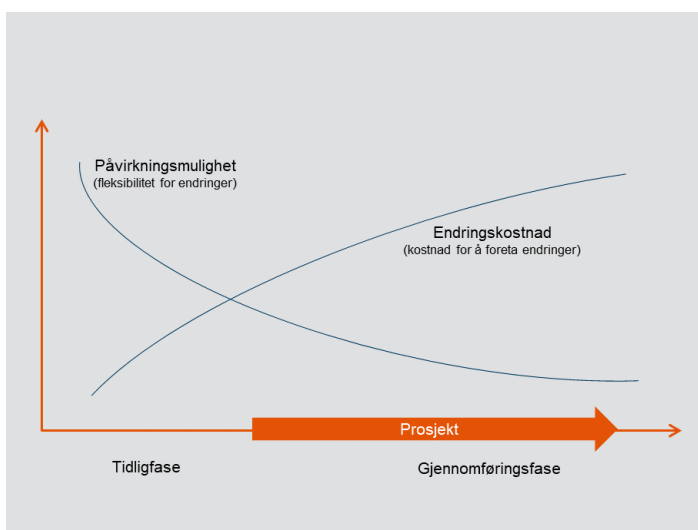 Påvirkningsmulighet
(fleksibilitet for endringer)
Endringskostnad
(kostnad for å foreta endringer)
Prosjekt
Tidligfase
Gjennomføringsfase